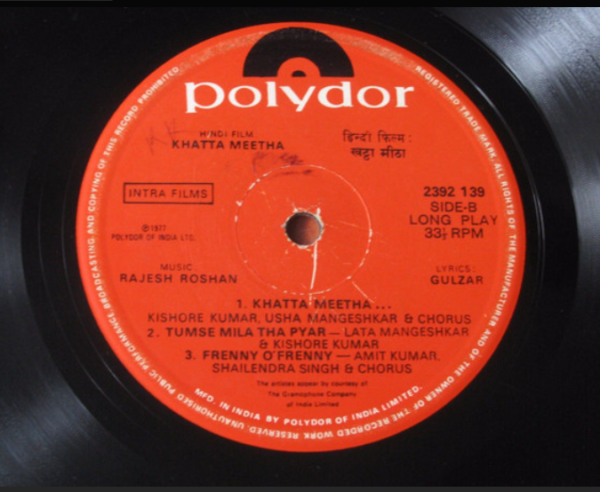 polydor
HINDI FILM
KHATTA MEETHA
हिन्दी फिल्म:
खट्टा मीठा
INTRA FILMS
2392 139
SIDE-B
LONG PLAY
33⅓ RPM
℗1977
POLYDOR OF INDIA LTD.
MUSIC:
RAJESH ROSHAN
LYRICS:
GULZAR
1. KHATTA MEETHA ...
KISHORE KUMAR, USHA MANGESHKAR & CHORUS
2. TUMSE MILA THA PYAR — LATA MANGESHKAR
& KISHORE KUMAR
3. FRENNY O'FRENNY — AMIT KUMAR,
SHAILENDRA SINGH & CHORUS
The artistes appear by courtesy of
The Gramophone Company
of India Limited
MFD. IN INDIA BY POLYDOR OF INDIA LIMITED.
REGISTERED TRADE MARK. ALL RIGHTS OF THE MANUFACTURER AND OF THE OWNER OF THE RECORDED WORK RESERVED. UNAUTHORISED PUBLIC PERFORMANCE BROADCASTING AND COPYING OF THIS RECORD PROHIBITED.